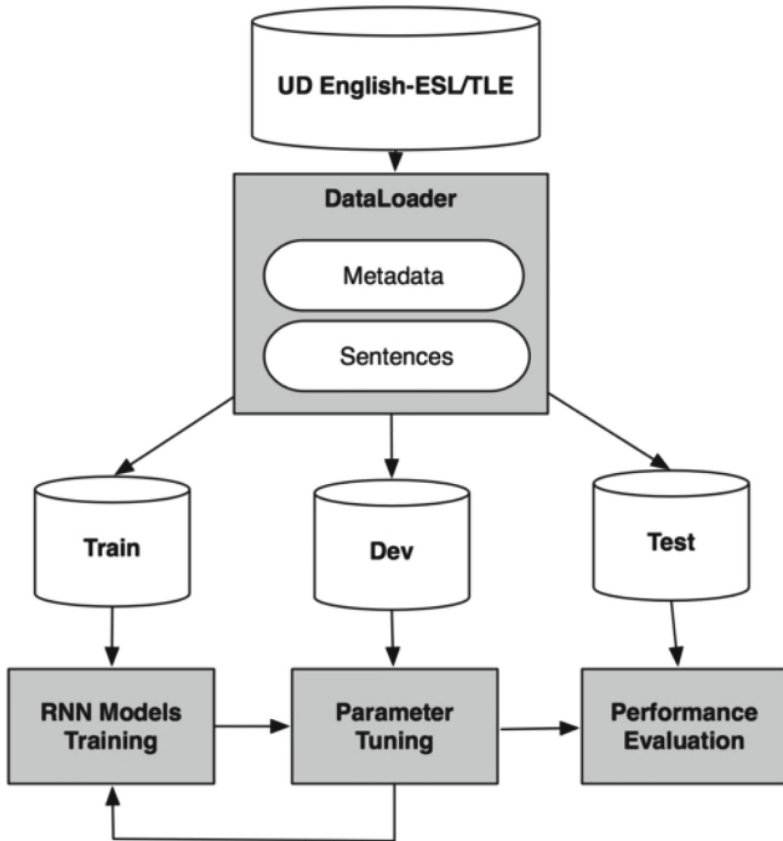 UD English-ESL/TLE
DataLoader
Metadata
Sentences
Train
Dev
Test
RNN Models
Training
Parameter
Tuning
Performance
Evaluation